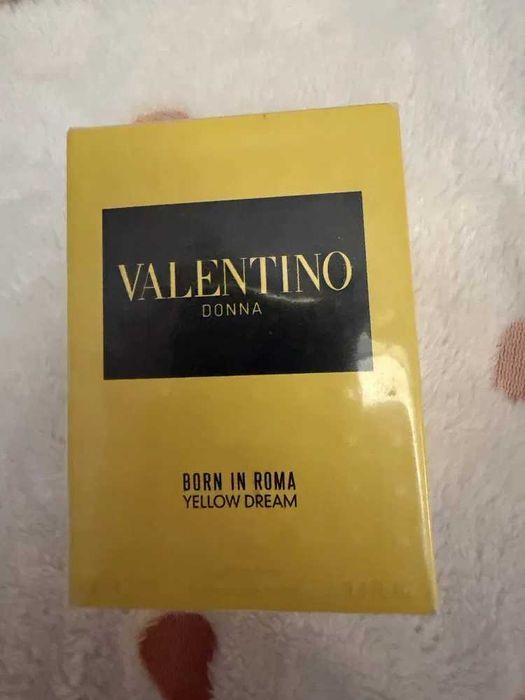 VALENTINO
DONNA
BORN IN ROMA
YELLOW DREAM